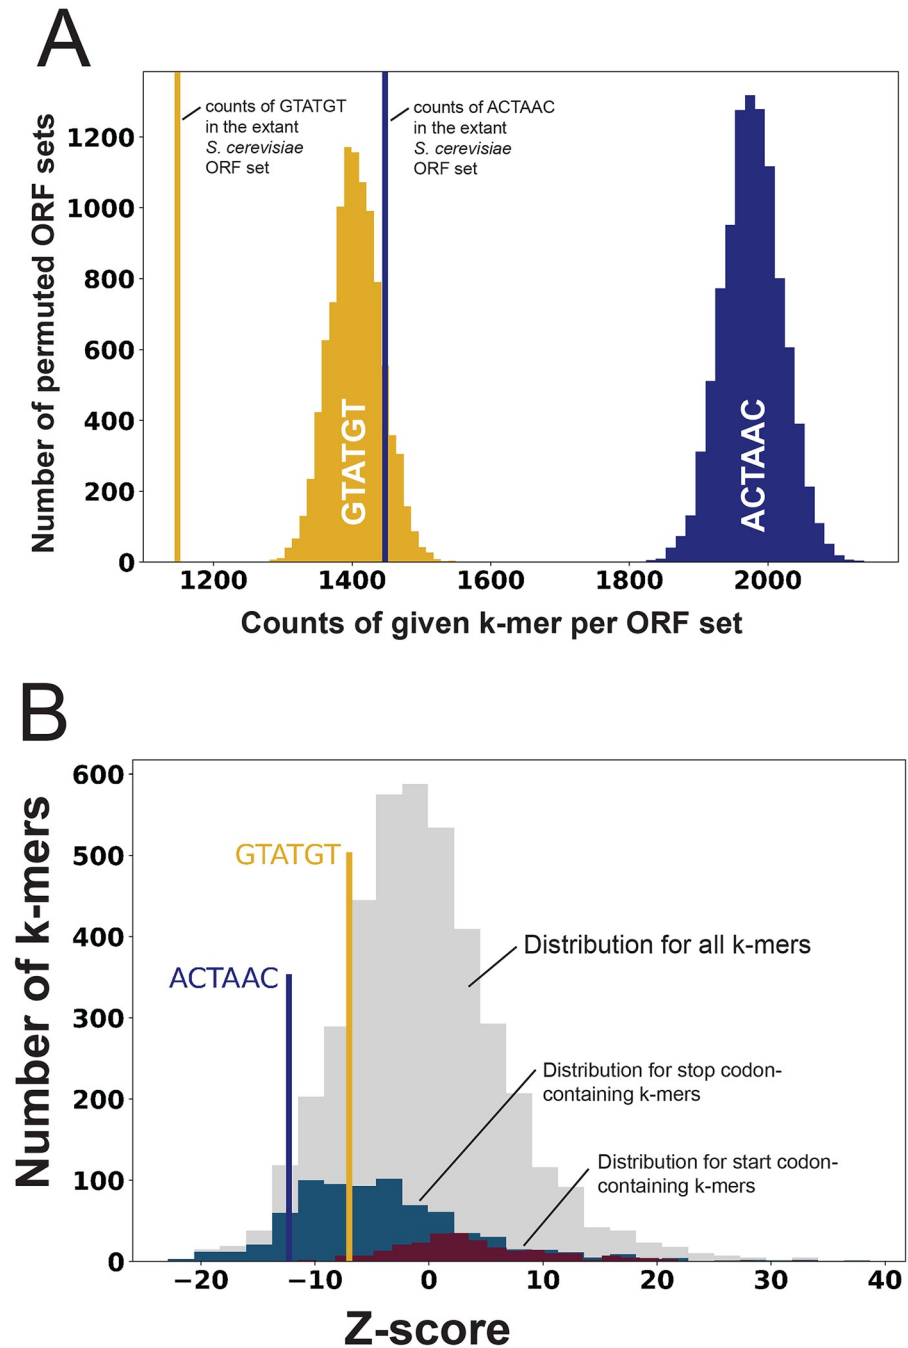 A
Number of permuted ORF sets
1200
1000
800
600
400
200
0
counts of GTATGT
in the extant
S. cerevisiae
ORF set
counts of ACTAAC
in the extant
S. cerevisiae
ORF set
GTATGT
ACTAAC
1200 1400 1600 1800 2000
Counts of given k-mer per ORF set
B
Number of k-mers
600
500
400
300
200
100
0
GTATGT
ACTAAC
Distribution for all k-mers
Distribution for stop codon-
containing k-mers
Distribution for start codon-
containing k-mers
−20 −10 0 10 20 30 40
Z-score